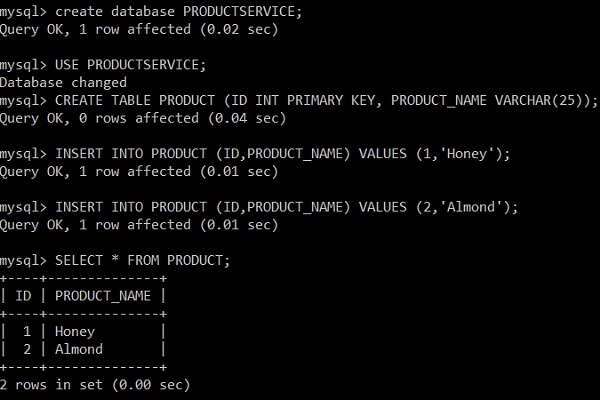 mysql> create database PRODUCTSERVICE;
Query OK, 1 row affected (0.02 sec)
mysql> USE PRODUCTSERVICE;
Database changed
mysql> CREATE TABLE PRODUCT (ID INT PRIMARY KEY, PRODUCT_NAME VARCHAR(25));
Query OK, 0 rows affected (0.04 sec)
mysql> INSERT INTO PRODUCT (ID,PRODUCT_NAME) VALUES (1,'Honey');
Query OK, 1 row affected (0.01 sec)
mysql> INSERT INTO PRODUCT (ID,PRODUCT_NAME) VALUES (2,'Almond');
Query OK, 1 row affected (0.01 sec)
mysql> SELECT * FROM PRODUCT;
+----+--------------+
| ID | PRODUCT_NAME |
+----+--------------+
|  1 | Honey        |
|  2 | Almond       |
+----+--------------+
2 rows in set (0.00 sec)